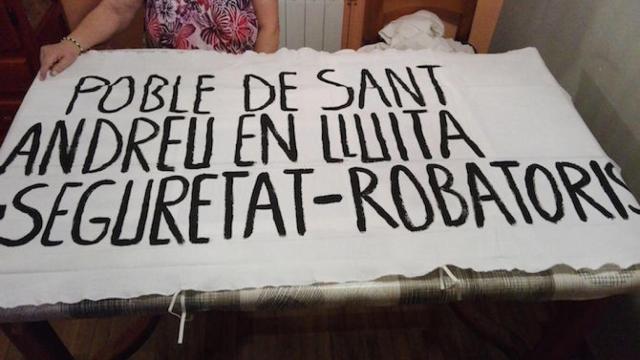 POBLE DE SANT
ANDREU EN LLUITA
-SEGURETAT-ROBATORIS